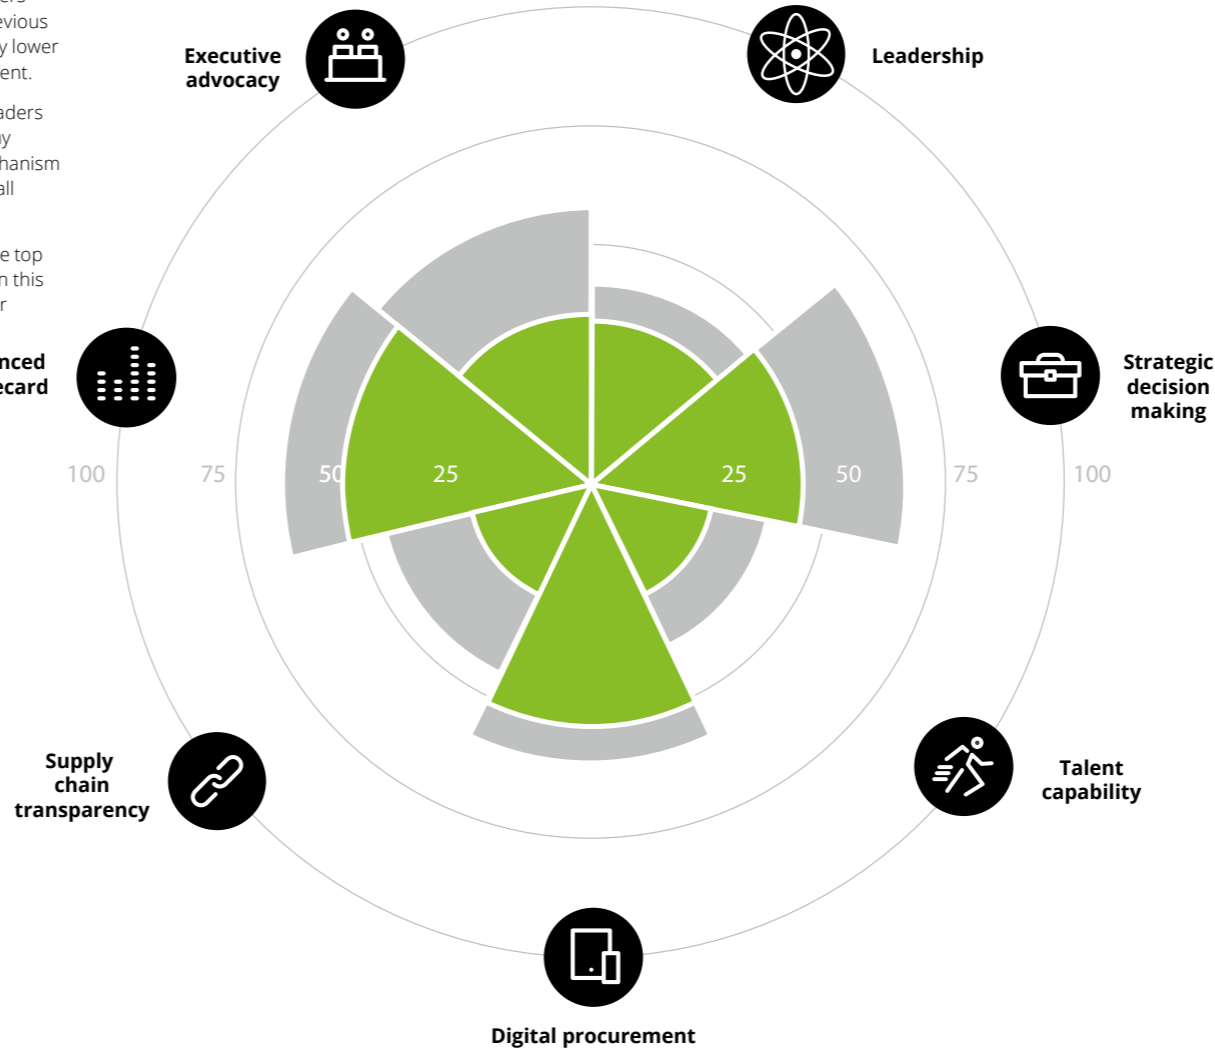 evious
y lower
ent.
aders
hanism
all
e top
n this
Executive
advocacy
Leadership
nced
ecard
Strategic
decision
making
100
75
50
25
25
50
75
100
Supply
chain
transparency
Talent
capability
Digital procurement